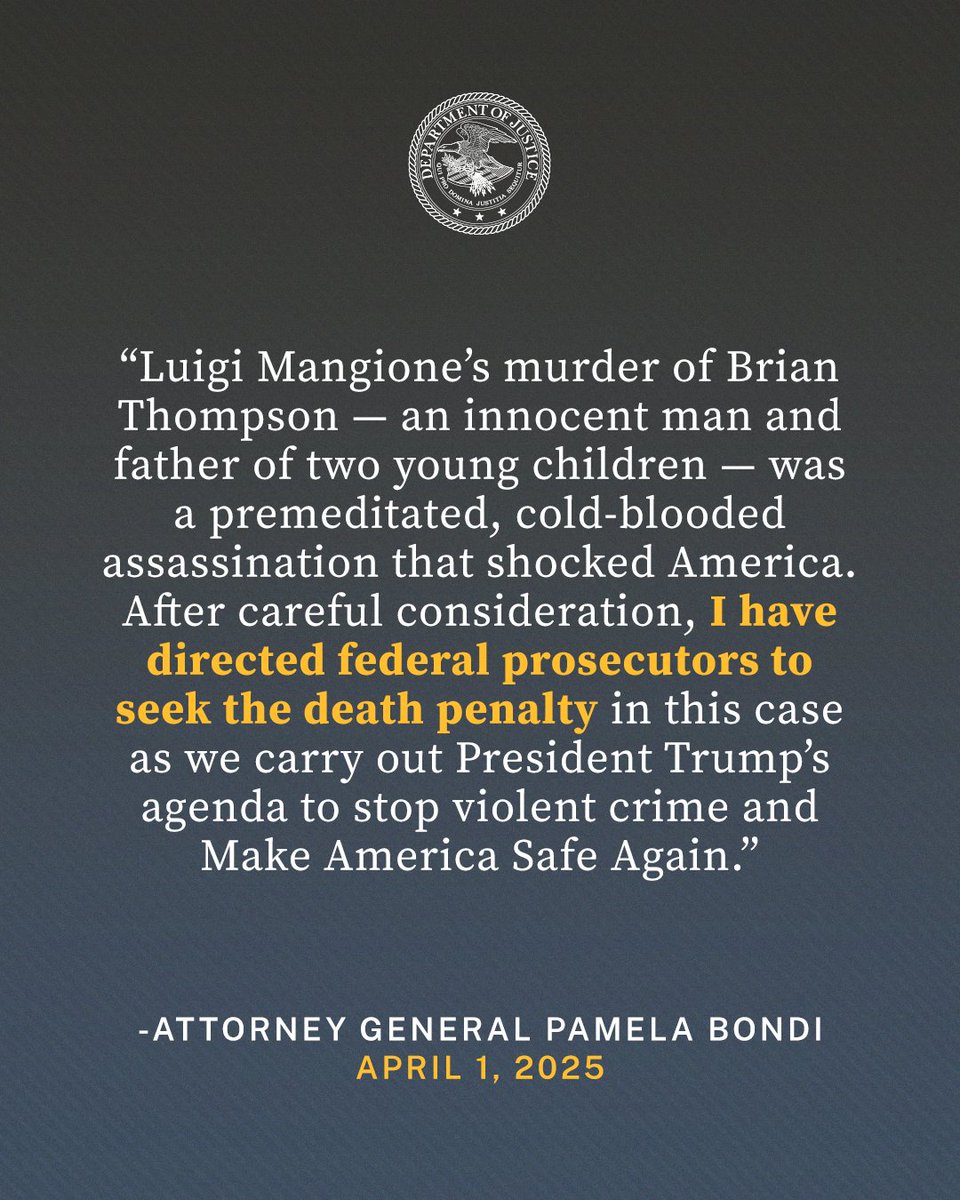 DEPARTMENT OF JUSTICE
QUI PRO DOMINA JUSTITIA SEQUITUR
“Luigi Mangione’s murder of Brian
Thompson — an innocent man and
father of two young children — was
a premeditated, cold-blooded
assassination that shocked America.
After careful consideration, I have
directed federal prosecutors to
seek the death penalty in this case
as we carry out President Trump’s
agenda to stop violent crime and
Make America Safe Again.”
-ATTORNEY GENERAL PAMELA BONDI
APRIL 1, 2025